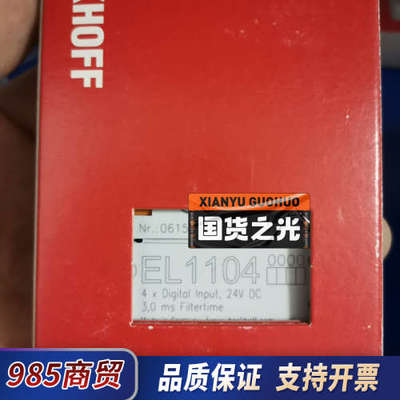 KHOFF
XIANYU GUOHUO
国货之光
Nr.: 0615
EL1104
4 x Digital Input, 24V DC
3,0 ms Filtertime
985商贸
品质保证 支持开票